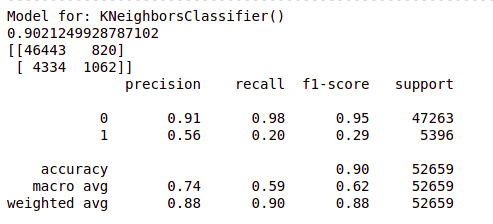 Model for: KNeighborsClassifier()
0.9021249928787102
[[46443   820]
 [ 4334  1062]]
              precision    recall  f1-score   support

           0       0.91      0.98      0.95     47263
           1       0.56      0.20      0.29      5396

    accuracy                           0.90     52659
   macro avg       0.74      0.59      0.62     52659
weighted avg       0.88      0.90      0.88     52659